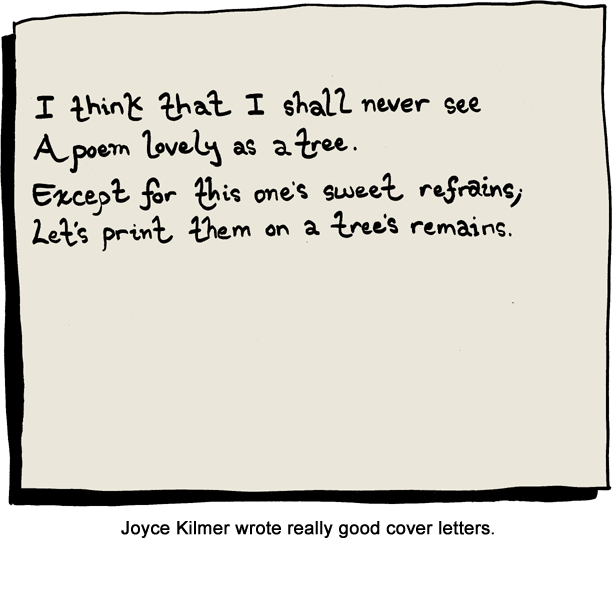 I think that I shall never see
A poem lovely as a tree.
Except for this one's sweet refrains;
Let's print them on a tree's remains.
Joyce Kilmer wrote really good cover letters.